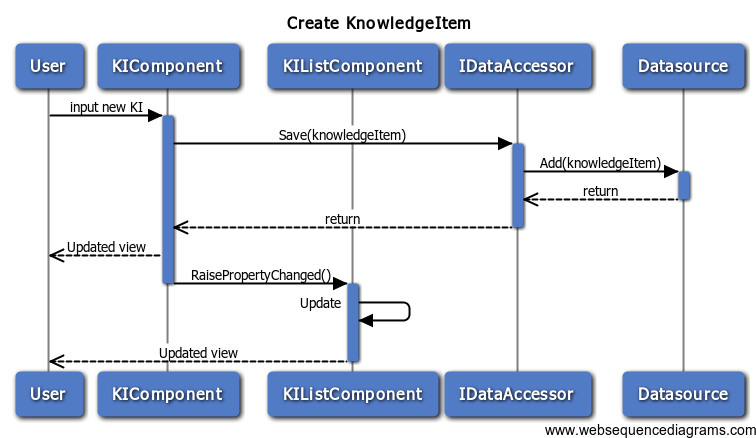 Create KnowledgeItem
User
KIComponent
KIListComponent
IDataAccessor
Datasource
input new KI
Save(knowledgeItem)
Add(knowledgeItem)
return
return
Updated view
RaisePropertyChanged()
Update
Updated view
User
KIComponent
KIListComponent
IDataAccessor
Datasource
www.websequencediagrams.com